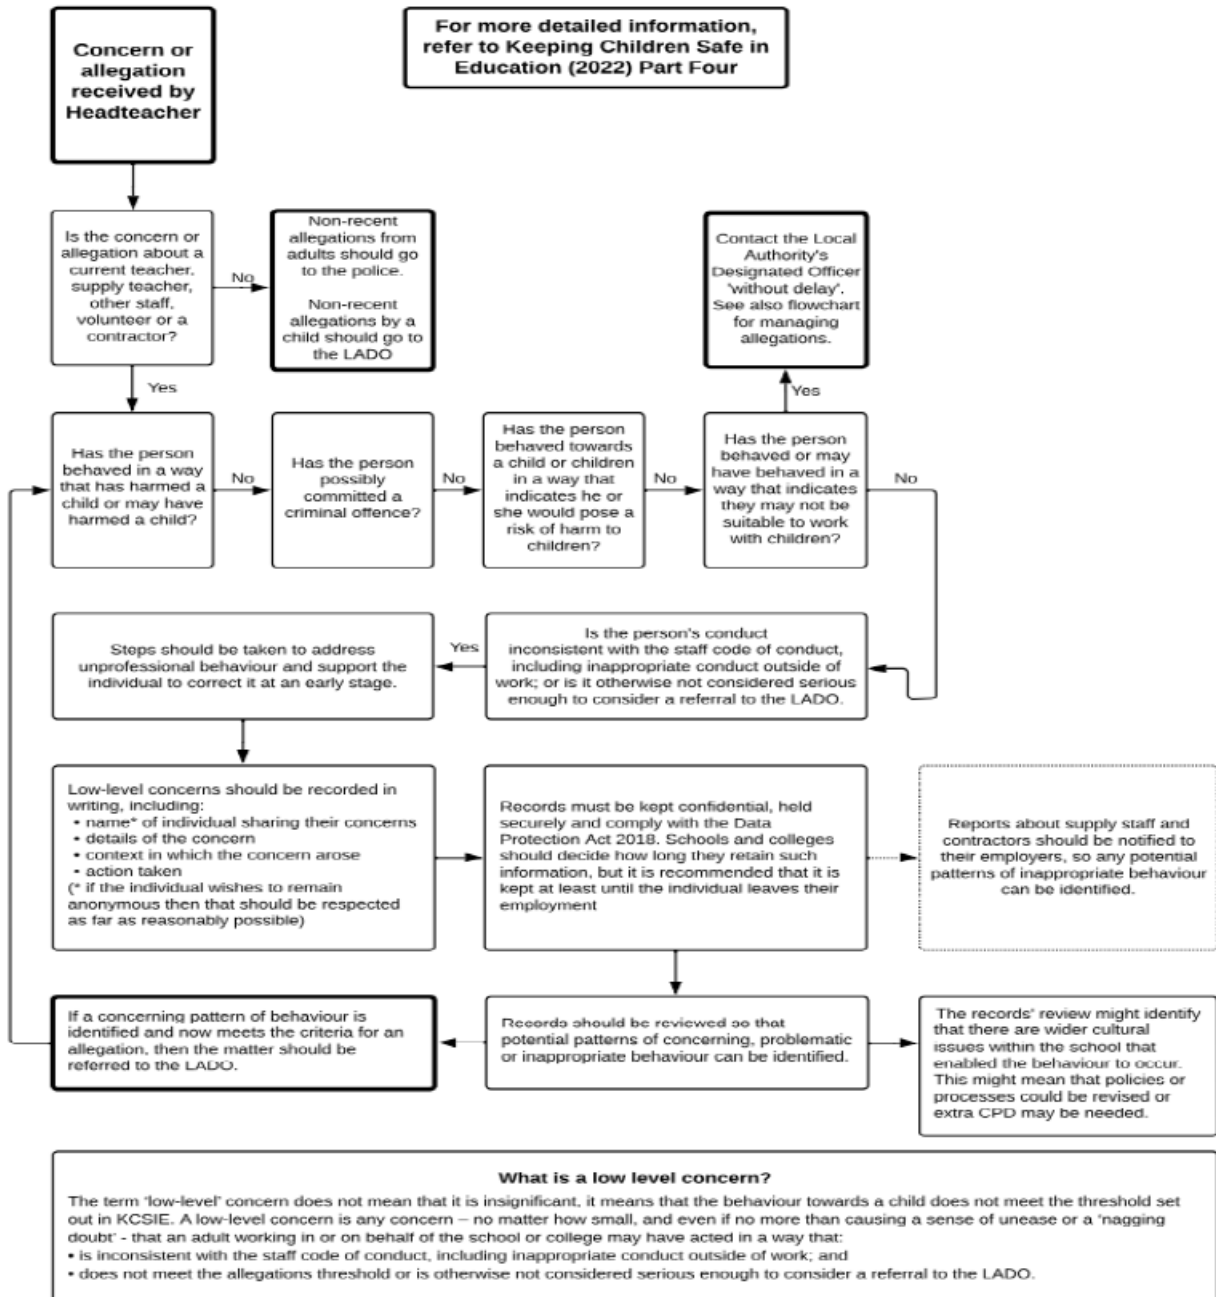 Concern or
allegation
received by
Headteacher
For more detailed information,
refer to Keeping Children Safe in
Education (2022) Part Four
Is the concern or
allegation about a
current teacher,
supply teacher,
other staff,
volunteer or a
contractor?
No
Non-recent
allegations from
adults should go
to the police.
Non-recent
allegations by a
child should go to
the LADO
Contact the Local
Authority's
Designated Officer
'without delay'.
See also flowchart
for managing
allegations.
Yes
Yes
Has the person
behaved in a way
that has harmed a
child or may have
harmed a child?
No
Has the person
possibly
committed a
criminal offence?
No
Has the person
behaved towards
a child or children
in a way that
indicates he or
she would pose a
risk of harm to
children?
No
Has the person
behaved or may
have behaved in a
way that indicates
they may not be
suitable to work
with children?
No
Is the person's conduct
inconsistent with the staff code of conduct,
including inappropriate conduct outside of
work; or is it otherwise not considered serious
enough to consider a referral to the LADO.
Yes
Steps should be taken to address
unprofessional behaviour and support the
individual to correct it at an early stage.
Low-level concerns should be recorded in
writing, including:
• name* of individual sharing their concerns
• details of the concern
• context in which the concern arose
• action taken
(* if the individual wishes to remain
anonymous then that should be respected
as far as reasonably possible)
Records must be kept confidential, held
securely and comply with the Data
Protection Act 2018. Schools and colleges
should decide how long they retain such
information, but it is recommended that it is
kept at least until the individual leaves their
employment
Reports about supply staff and
contractors should be notified to
their employers, so any potential
patterns of inappropriate behaviour
can be identified.
If a concerning pattern of behaviour is
identified and now meets the criteria for an
allegation, then the matter should be
referred to the LADO.
Records should be reviewed so that
potential patterns of concerning, problematic
or inappropriate behaviour can be identified.
The records' review might identify
that there are wider cultural
issues within the school that
enabled the behaviour to occur.
This might mean that policies or
processes could be revised or
extra CPD may be needed.
What is a low level concern?
The term 'low-level' concern does not mean that it is insignificant, it means that the behaviour towards a child does not meet the threshold set
out in KCSIE. A low-level concern is any concern – no matter how small, and even if no more than causing a sense of unease or a 'nagging
doubt' - that an adult working in or on behalf of the school or college may have acted in a way that:
• is inconsistent with the staff code of conduct, including inappropriate conduct outside of work; and
• does not meet the allegations threshold or is otherwise not considered serious enough to consider a referral to the LADO.